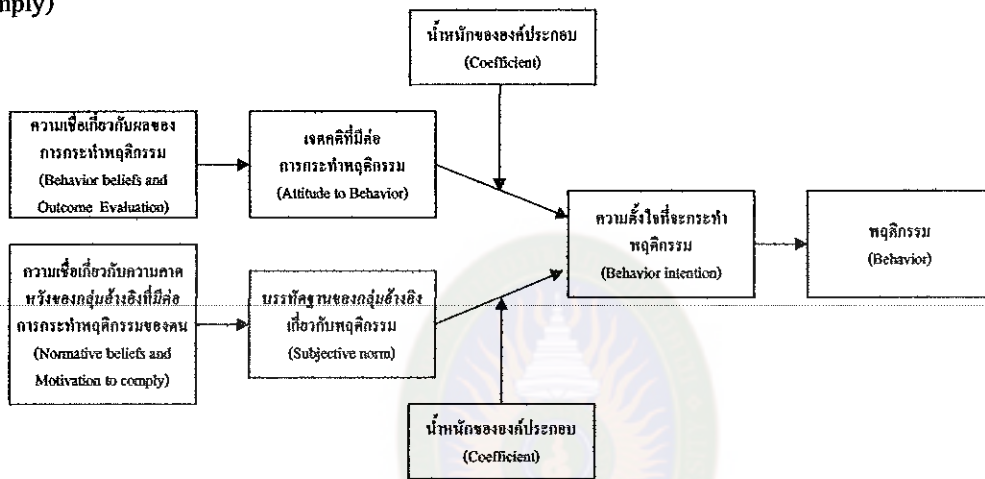 mply)
น้ำหนักขององค์ประกอบ
(Coefficient)
ความเชื่อเกี่ยวกับผลของ
การกระทำพฤติกรรม
(Behavior beliefs and
Outcome Evaluation)
เจตคติที่มีต่อ
การกระทำพฤติกรรม
(Attitude to Behavior)
ความตั้งใจที่จะกระทำ
พฤติกรรม
(Behavior intention)
พฤติกรรม
(Behavior)
ความเชื่อเกี่ยวกับความคาด
หวังของกลุ่มอ้างอิงที่มีต่อ
การกระทำพฤติกรรมของตน
(Normative beliefs and
Motivation to comply)
บรรทัดฐานของกลุ่มอ้างอิง
เกี่ยวกับพฤติกรรม
(Subjective norm)
น้ำหนักขององค์ประกอบ
(Coefficient)